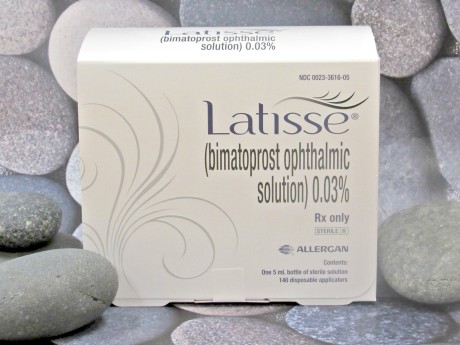 Latisse
(bimatoprost ophthalmic
solution) 0.03%
NDC 0023-3616-05
Latisse®
(bimatoprost ophthalmic
solution) 0.03%
Rx only
STERILE R
ALLERGAN
Contents:
One 5 mL bottle of sterile solution
140 disposable applicators